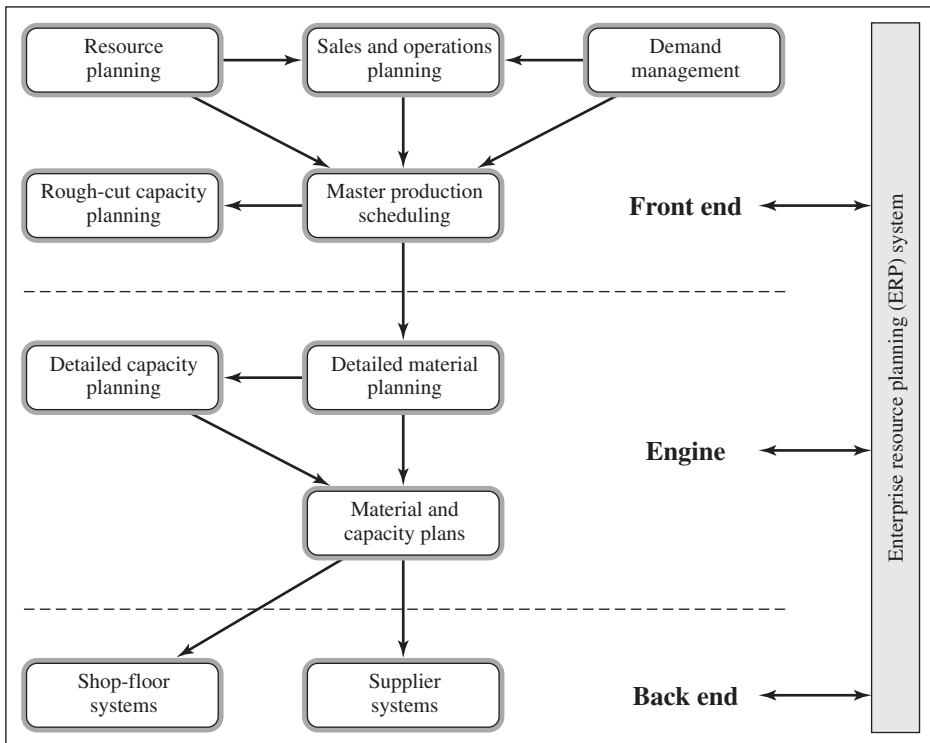 Resource
planning
Sales and operations
planning
Demand
management
Rough-cut capacity
planning
Master production
scheduling
Front end
Detailed capacity
planning
Detailed material
planning
Engine
Material and
capacity plans
Shop-floor
systems
Supplier
systems
Back end
Enterprise resource planning (ERP) system